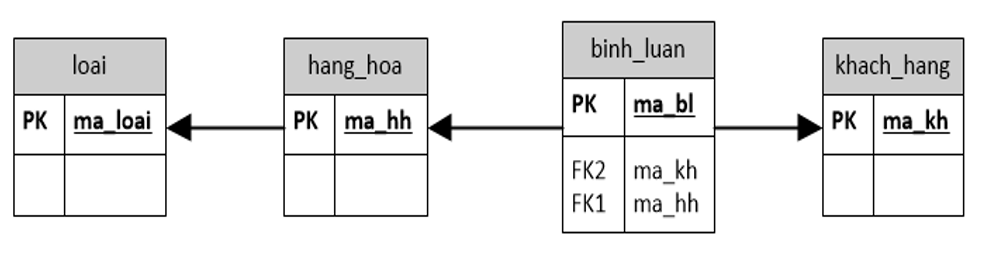 loai
PK ma_loai
hang_hoa
PK ma_hh
binh_luan
PK ma_bl
FK2 ma_kh
FK1 ma_hh
khach_hang
PK ma_kh